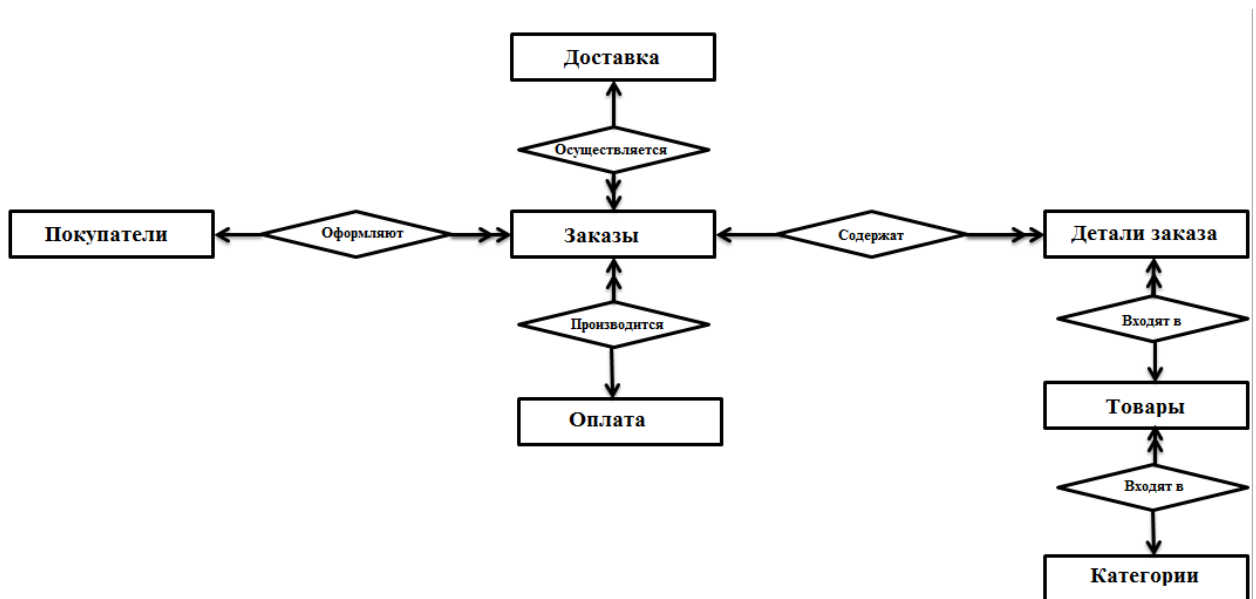 Доставка
Осуществляется
Покупатели
Оформляют
Заказы
Содержат
Детали заказа
Производится
Входят в
Товары
Оплата
Входят в
Категории